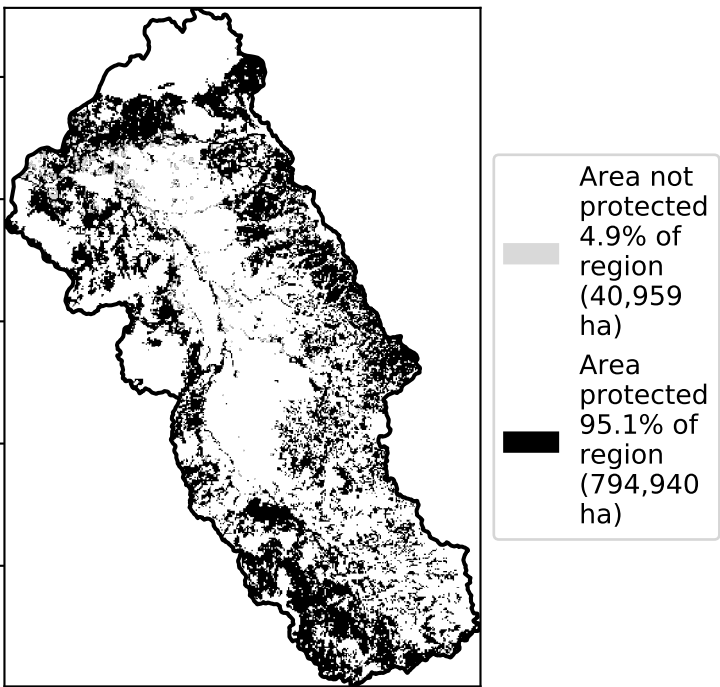 Area not
protected
4.9% of
region
(40,959
ha)
Area
protected
95.1% of
region
(794,940
ha)